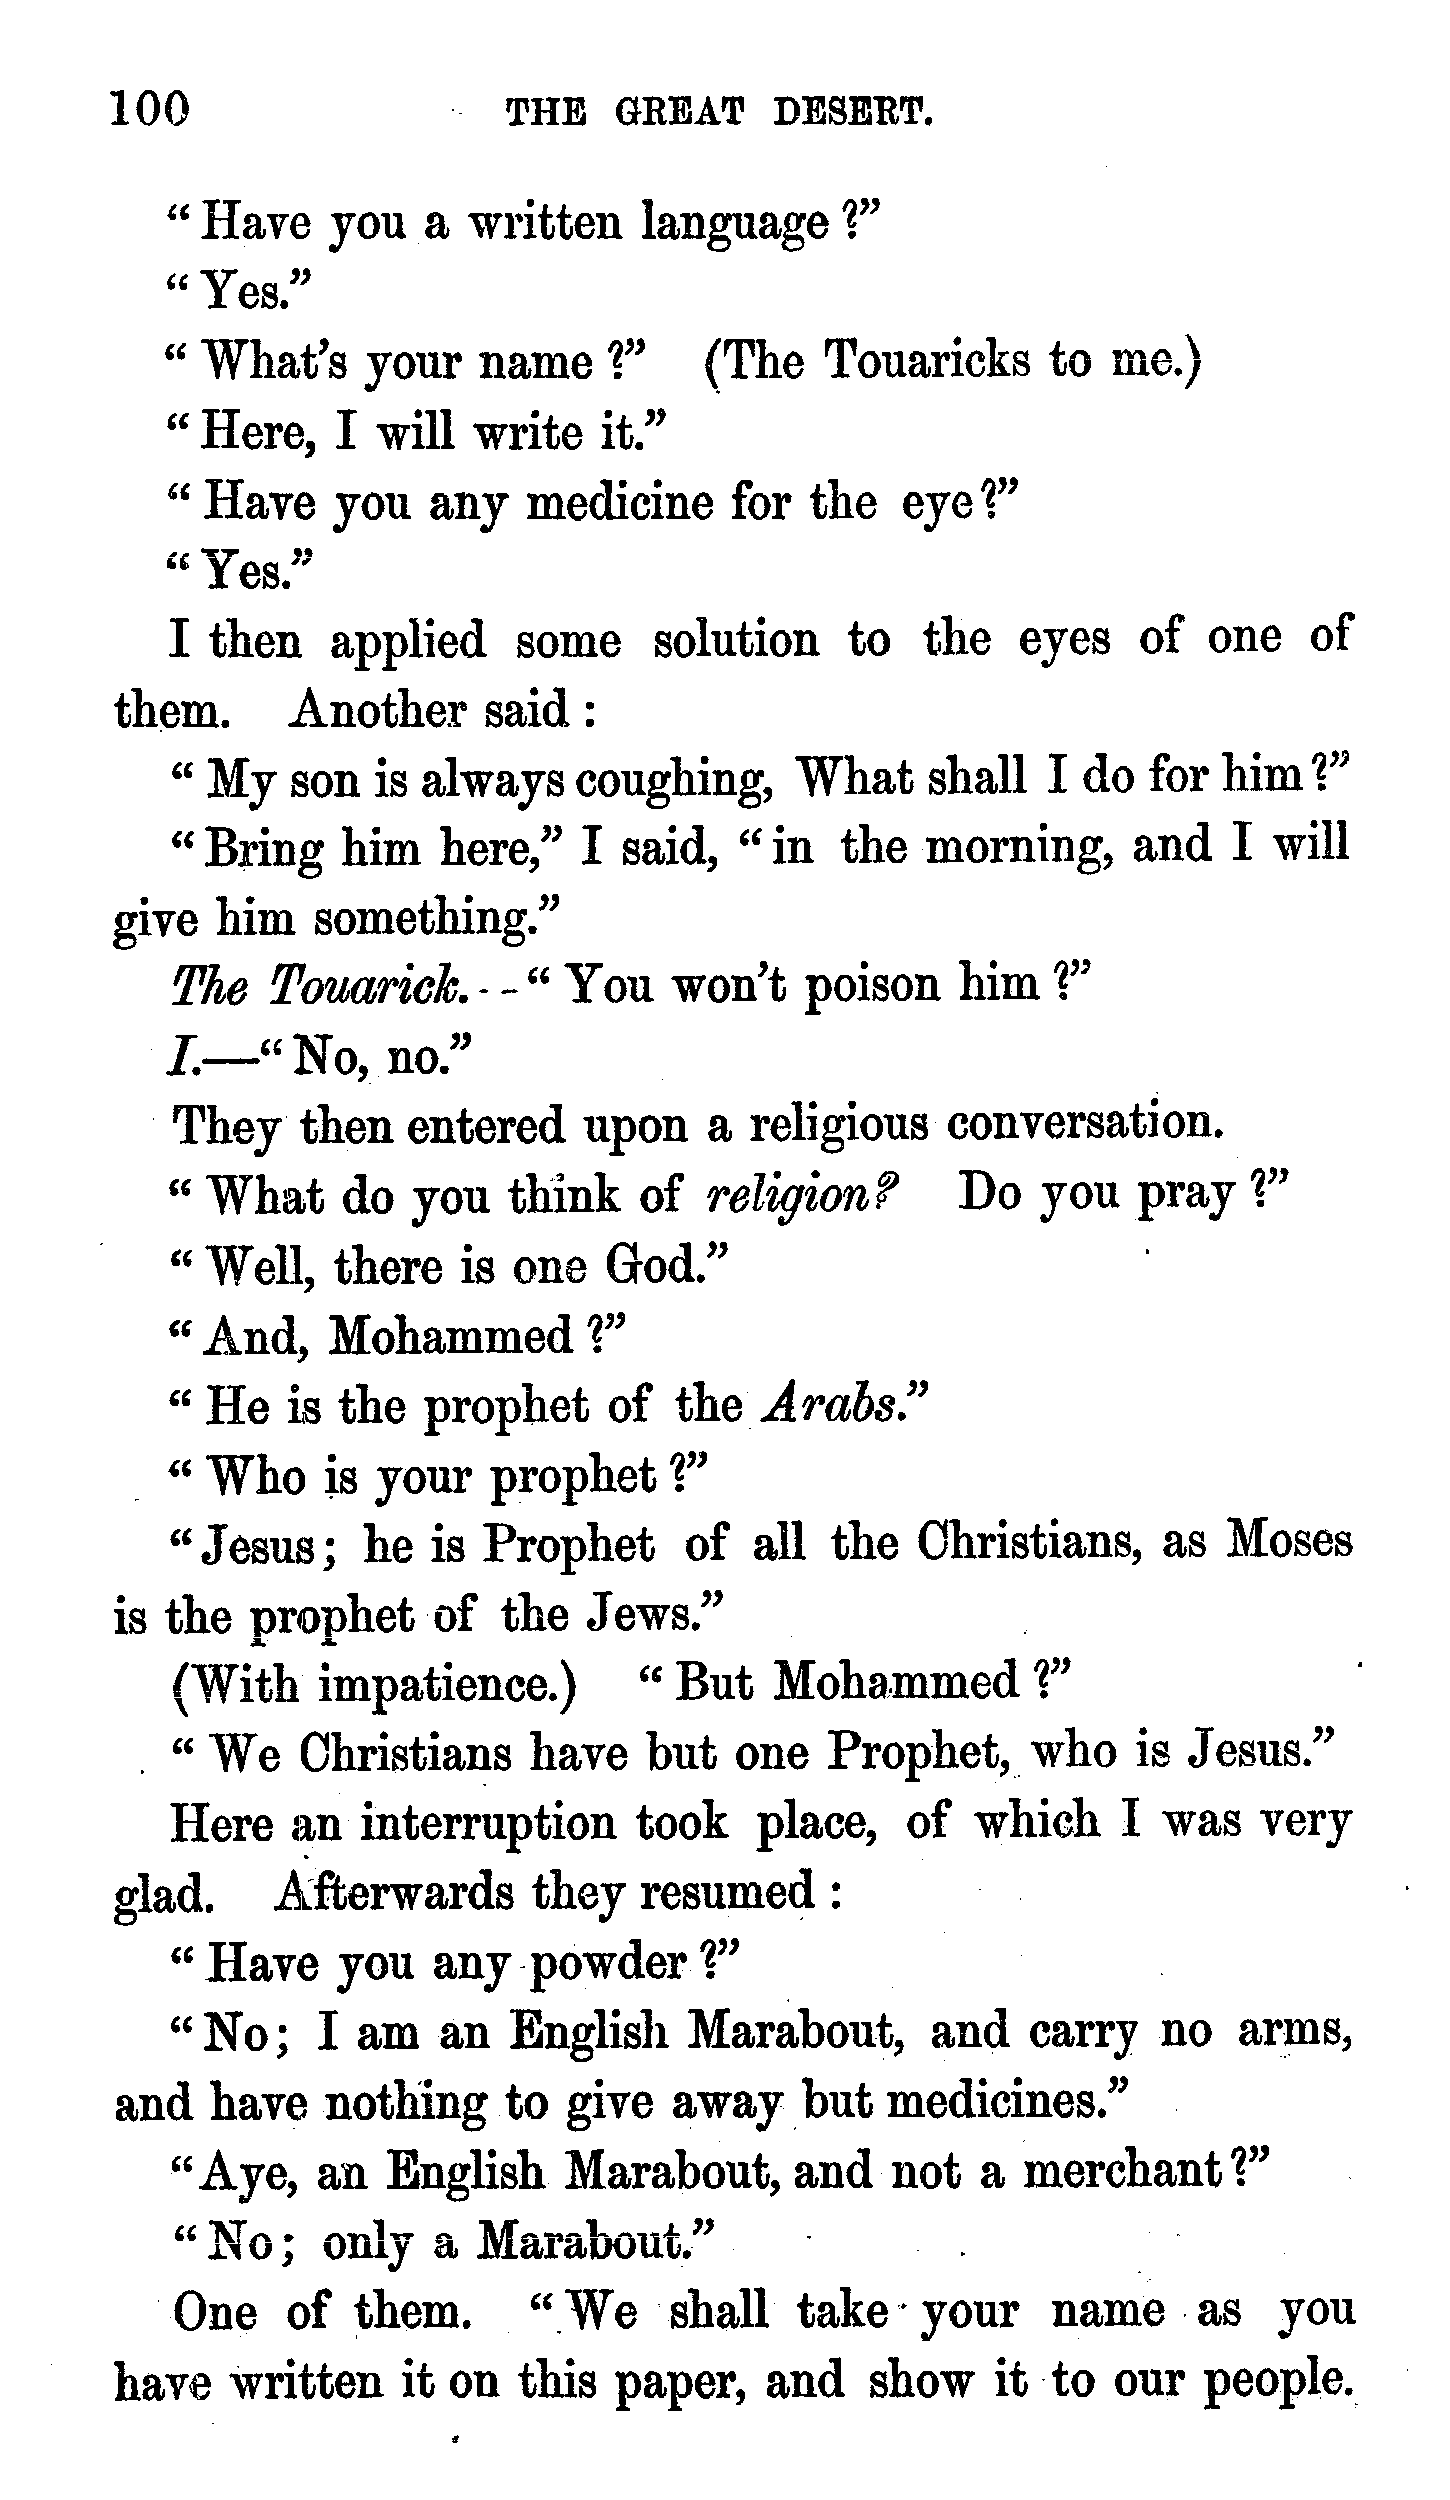 100 THE GREAT DESERT.
“Have you a written language?”
“Yes.”
“What's your name?” (The Touaricks to me.)
“Here, I will write it.”
“Have you any medicine for the eye?”
“Yes.”
I then applied some solution to the eyes of one of
them. Another said:
“My son is always coughing, What shall I do for him?”
“Bring him here,” I said, “in the morning, and I will
give him something.”
The Touarick.--“You won't poison him?”
I.—“No, no.”
They then entered upon a religious conversation.
“What do you think of religion? Do you pray?”
“Well, there is one God.”
“And, Mohammed?”
“He is the prophet of the Arabs.”
“Who is your prophet?”
“Jesus; he is Prophet of all the Christians, as Moses
is the prophet of the Jews.”
(With impatience.) “But Mohammed?”
“We Christians have but one Prophet, who is Jesus.”
Here an interruption took place, of which I was very
glad. Afterwards they resumed:
“Have you any powder?”
“No; I am an English Marabout, and carry no arms,
and have nothing to give away but medicines.”
“Aye, an English Marabout, and not a merchant?”
“No; only a Marabout.”
One of them. “We shall take your name as you
have written it on this paper, and show it to our people.